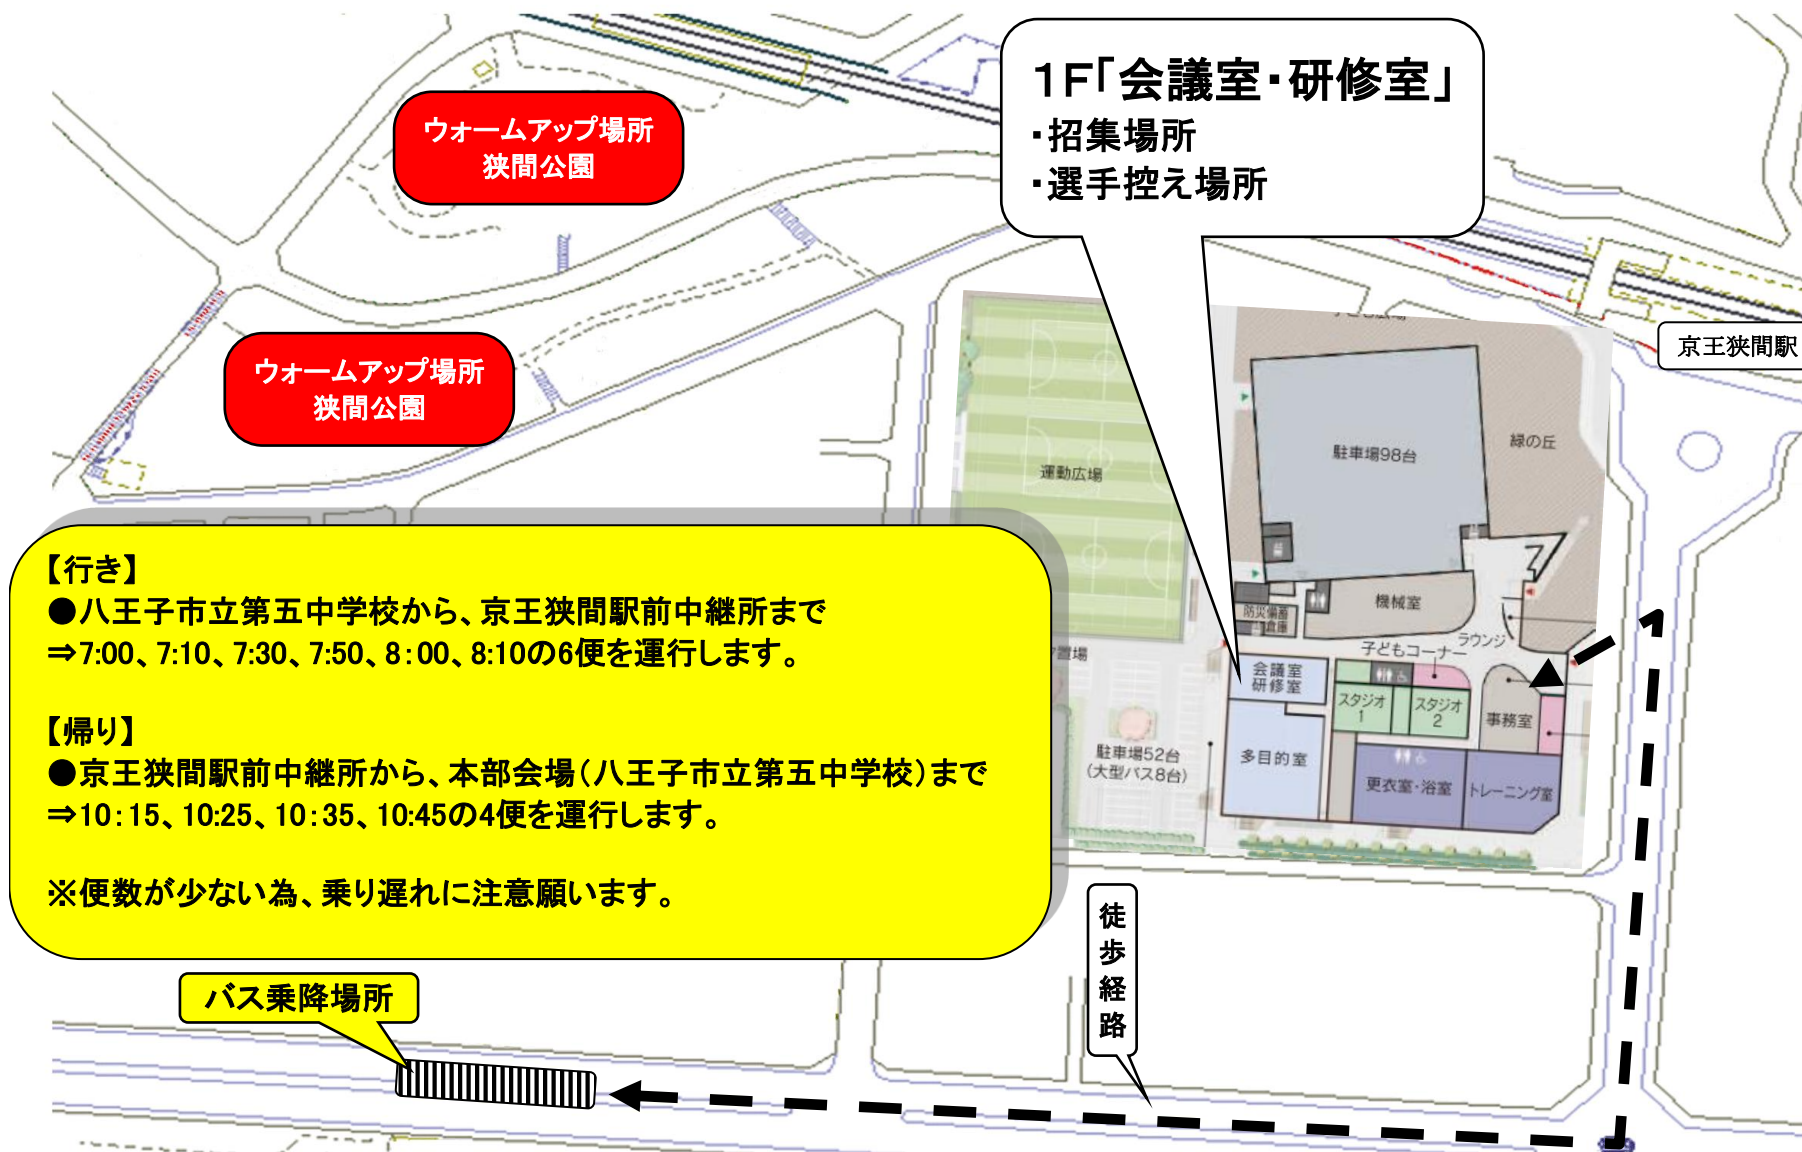 1F「会議室・研修室」
・招集場所
・選手控え場所
ウォームアップ場所
狭間公園
ウォームアップ場所
狭間公園
京王狭間駅
緑の丘
駐車場98台
運動広場
機械室
防災備蓄
倉庫
ラウンジ
子どもコーナー
会議室
研修室
スタジオ
1
スタジオ
2
事務室
多目的室
更衣室・浴室
トレーニング室
置場
駐車場52台
(大型バス8台)
【行き】
●八王子市立第五中学校から、京王狭間駅前中継所まで
⇒7:00、7:10、7:30、7:50、8:00、8:10の6便を運行します。
【帰り】
●京王狭間駅前中継所から、本部会場(八王子市立第五中学校)まで
⇒10:15、10:25、10:35、10:45の4便を運行します。
※便数が少ない為、乗り遅れに注意願います。
バス乗降場所
徒歩経路